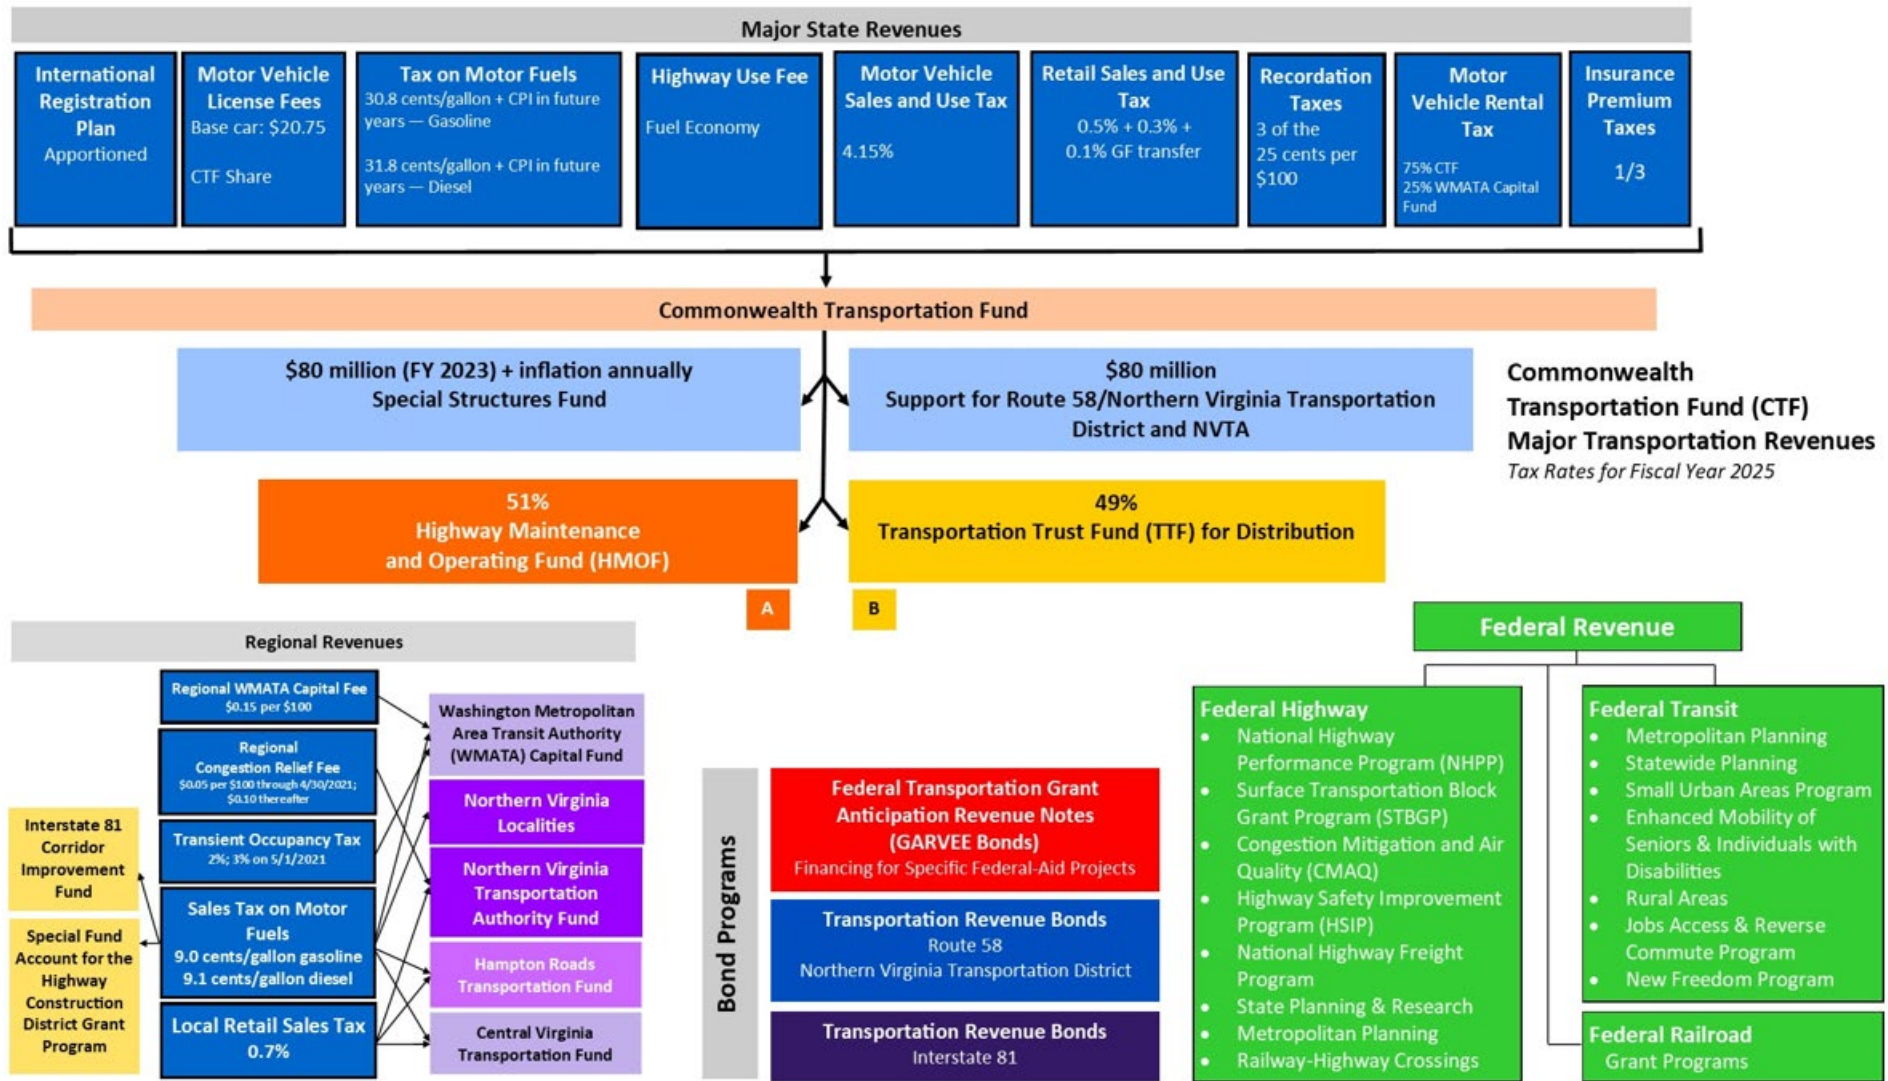 Major State Revenues
International
Registration
Plan
Apportioned
Motor Vehicle
License Fees
Base car: $20.75
CTF Share
Tax on Motor Fuels
30.8 cents/gallon + CPI in future
years — Gasoline
31.8 cents/gallon + CPI in future
years — Diesel
Highway Use Fee
Fuel Economy
Motor Vehicle
Sales and Use Tax
4.15%
Retail Sales and Use
Tax
0.5% + 0.3% +
0.1% GF transfer
Recordation
Taxes
3 of the
25 cents per
$100
Motor
Vehicle Rental
Tax
75% CTF
25% WMATA Capital
Fund
Insurance
Premium
Taxes
1/3
Commonwealth Transportation Fund
$80 million (FY 2023) + inflation annually
Special Structures Fund
$80 million
Support for Route 58/Northern Virginia Transportation
District and NVTA
Commonwealth
Transportation Fund (CTF)
Major Transportation Revenues
Tax Rates for Fiscal Year 2025
51%
Highway Maintenance
and Operating Fund (HMOF)
49%
Transportation Trust Fund (TTF) for Distribution
A
B
Regional Revenues
Regional WMATA Capital Fee
$0.15 per $100
Regional
Congestion Relief Fee
$0.05 per $100 through 4/30/2021;
$0.10 thereafter
Transient Occupancy Tax
2%; 3% on 5/1/2021
Sales Tax on Motor
Fuels
9.0 cents/gallon gasoline
9.1 cents/gallon diesel
Local Retail Sales Tax
0.7%
Interstate 81
Corridor
Improvement
Fund
Special Fund
Account for the
Highway
Construction
District Grant
Program
Washington Metropolitan
Area Transit Authority
(WMATA) Capital Fund
Northern Virginia
Localities
Northern Virginia
Transportation
Authority Fund
Hampton Roads
Transportation Fund
Central Virginia
Transportation Fund
Bond Programs
Federal Transportation Grant
Anticipation Revenue Notes
(GARVEE Bonds)
Financing for Specific Federal-Aid Projects
Transportation Revenue Bonds
Route 58
Northern Virginia Transportation District
Transportation Revenue Bonds
Interstate 81
Federal Revenue
Federal Highway
• National Highway
Performance Program (NHPP)
• Surface Transportation Block
Grant Program (STBGP)
• Congestion Mitigation and Air
Quality (CMAQ)
• Highway Safety Improvement
Program (HSIP)
• National Highway Freight
Program
• State Planning & Research
• Metropolitan Planning
• Railway-Highway Crossings
Federal Transit
• Metropolitan Planning
• Statewide Planning
• Small Urban Areas Program
• Enhanced Mobility of
Seniors & Individuals with
Disabilities
• Rural Areas
• Jobs Access & Reverse
Commute Program
• New Freedom Program
Federal Railroad
Grant Programs